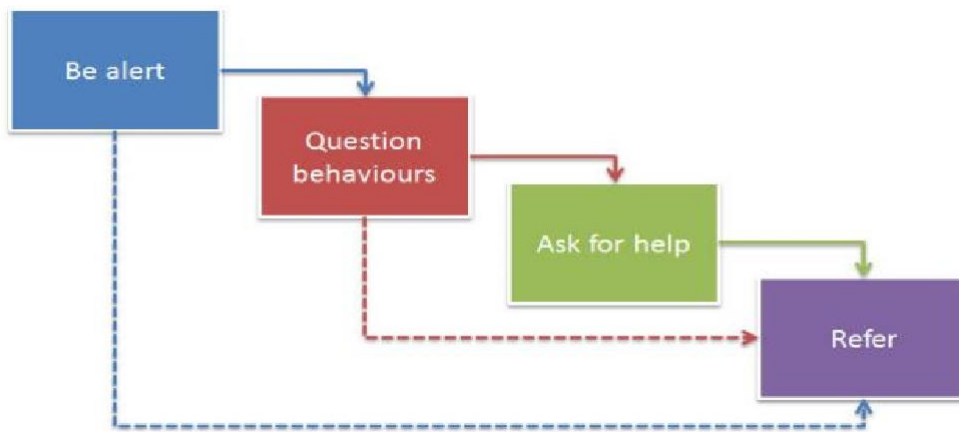 Be alert
Question
behaviours
Ask for help
Refer